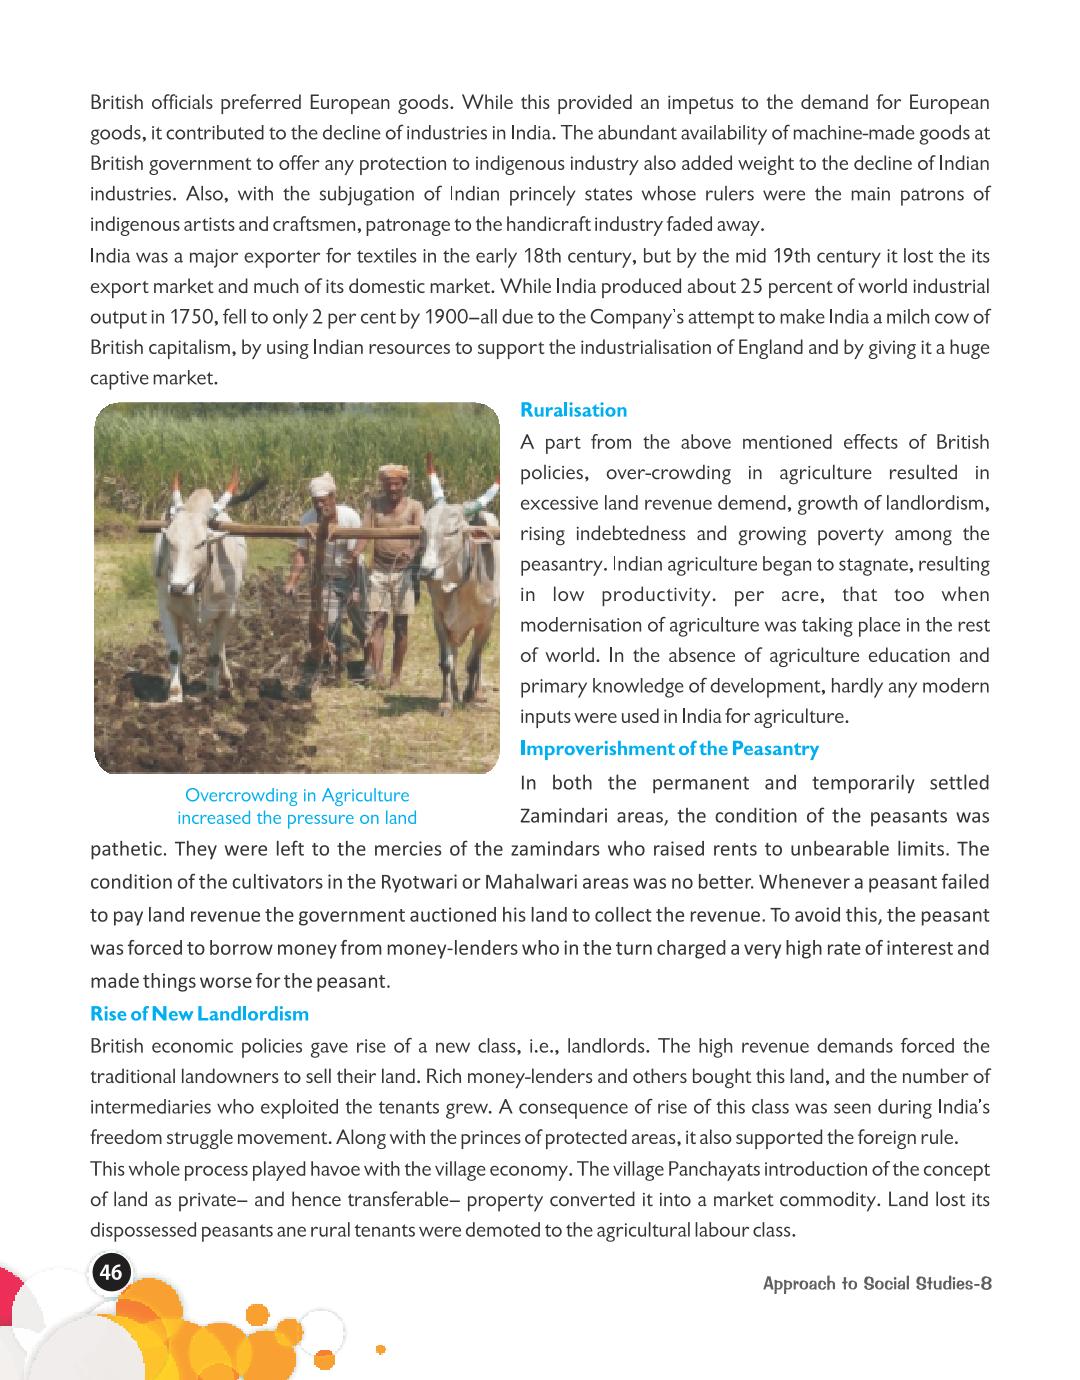 British officials preferred European goods. While this provided an impetus to the demand for European
goods, it contributed to the decline of industries in India. The abundant availability of machine-made goods at
British government to offer any protection to indigenous industry also added weight to the decline of Indian
industries. Also, with the subjugation of Indian princely states whose rulers were the main patrons of
indigenous artists and craftsmen, patronage to the handicraft industry faded away.
India was a major exporter for textiles in the early 18th century, but by the mid 19th century it lost the its
export market and much of its domestic market. While India produced about 25 percent of world industrial
output in 1750, fell to only 2 per cent by 1900–all due to the Company's attempt to make India a milch cow of
British capitalism, by using Indian resources to support the industrialisation of England and by giving it a huge
captive market.
Ruralisation
A part from the above mentioned effects of British
policies, over-crowding in agriculture resulted in
excessive land revenue demend, growth of landlordism,
rising indebtedness and growing poverty among the
peasantry. Indian agriculture began to stagnate, resulting
in low productivity. per acre, that too when
modernisation of agriculture was taking place in the rest
of world. In the absence of agriculture education and
primary knowledge of development, hardly any modern
inputs were used in India for agriculture.
Overcrowding in Agriculture
increased the pressure on land
Improverishment of the Peasantry
In both the permanent and temporarily settled
Zamindari areas, the condition of the peasants was
pathetic. They were left to the mercies of the zamindars who raised rents to unbearable limits. The
condition of the cultivators in the Ryotwari or Mahalwari areas was no better. Whenever a peasant failed
to pay land revenue the government auctioned his land to collect the revenue. To avoid this, the peasant
was forced to borrow money from money-lenders who in the turn charged a very high rate of interest and
made things worse for the peasant.
Rise of New Landlordism
British economic policies gave rise of a new class, i.e., landlords. The high revenue demands forced the
traditional landowners to sell their land. Rich money-lenders and others bought this land, and the number of
intermediaries who exploited the tenants grew. A consequence of rise of this class was seen during India's
freedom struggle movement. Along with the princes of protected areas, it also supported the foreign rule.
This whole process played havoe with the village economy. The village Panchayats introduction of the concept
of land as private– and hence transferable– property converted it into a market commodity. Land lost its
dispossessed peasants ane rural tenants were demoted to the agricultural labour class.
46
Approach to Social Studies-8